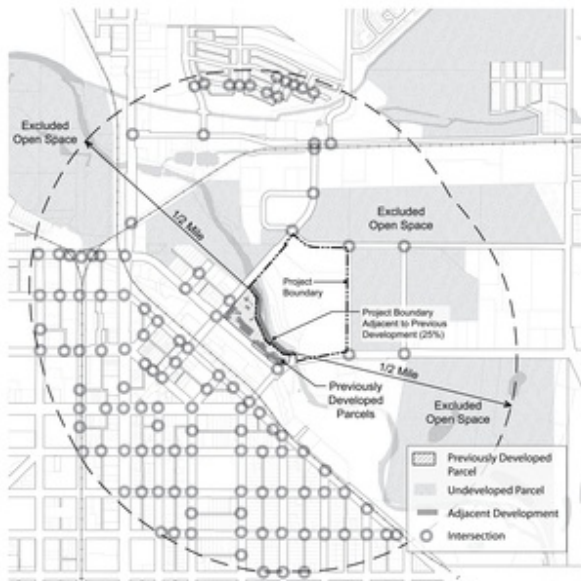 Excluded
Open Space
1/2 Mile
Excluded
Open Space
Project
Boundary
Project Boundary
Adjacent to Previous
Development (25%)
1/2 Mile
Previously
Developed
Parcels
Excluded
Open Space
Previously Developed
Parcel
Undeveloped Parcel
Adjacent Development
Intersection